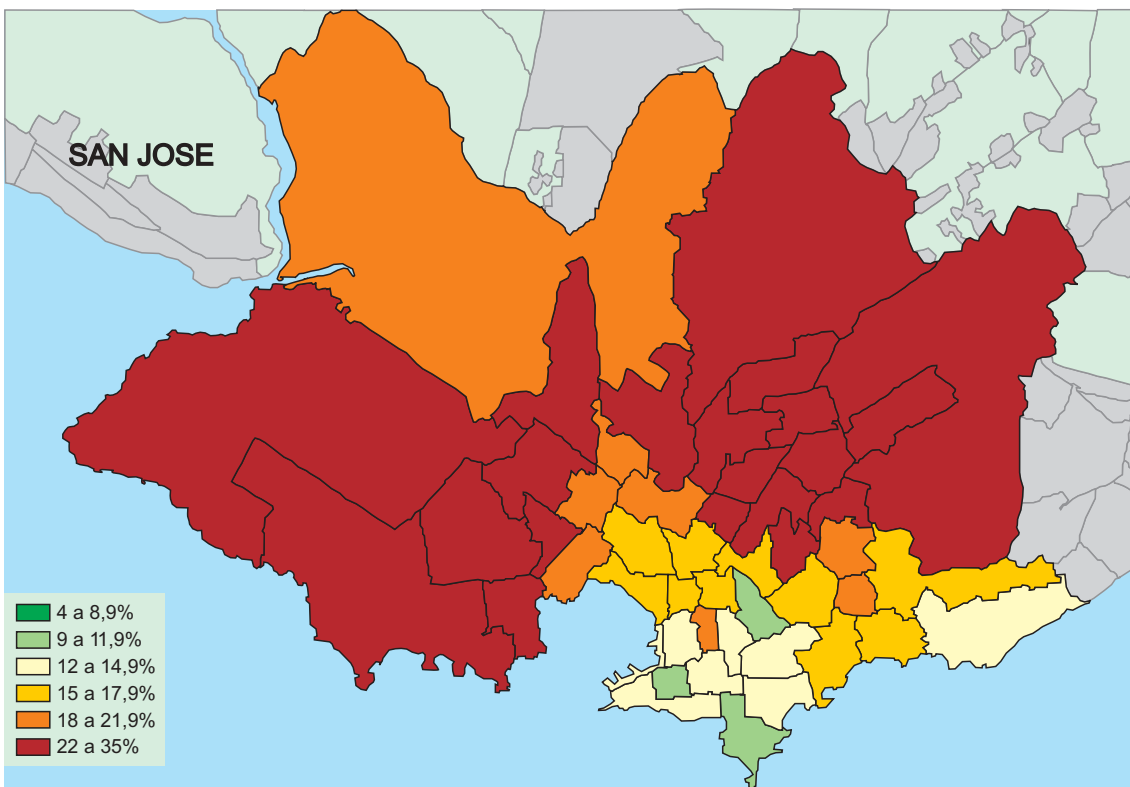 SAN JOSE
4 a 8,9%
9 a 11,9%
12 a 14,9%
15 a 17,9%
18 a 21,9%
22 a 35%